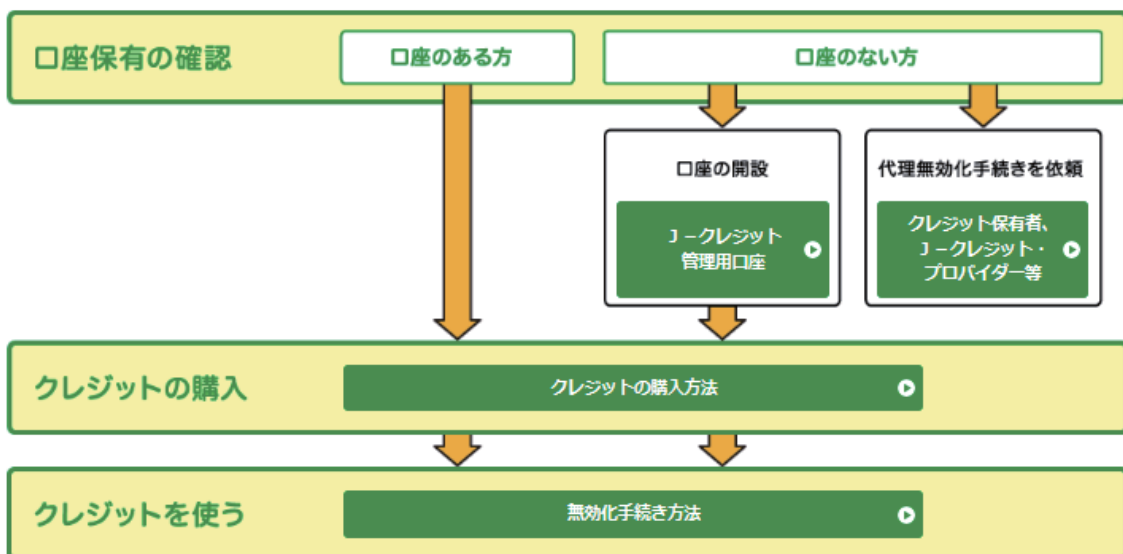 口座保有の確認
口座のある方
口座のない方
口座の開設
J－クレジット
管理用口座
代理無効化手続きを依頼
クレジット保有者、
J－クレジット・
プロバイダー等
クレジットの購入
クレジットの購入方法
クレジットを使う
無効化手続き方法